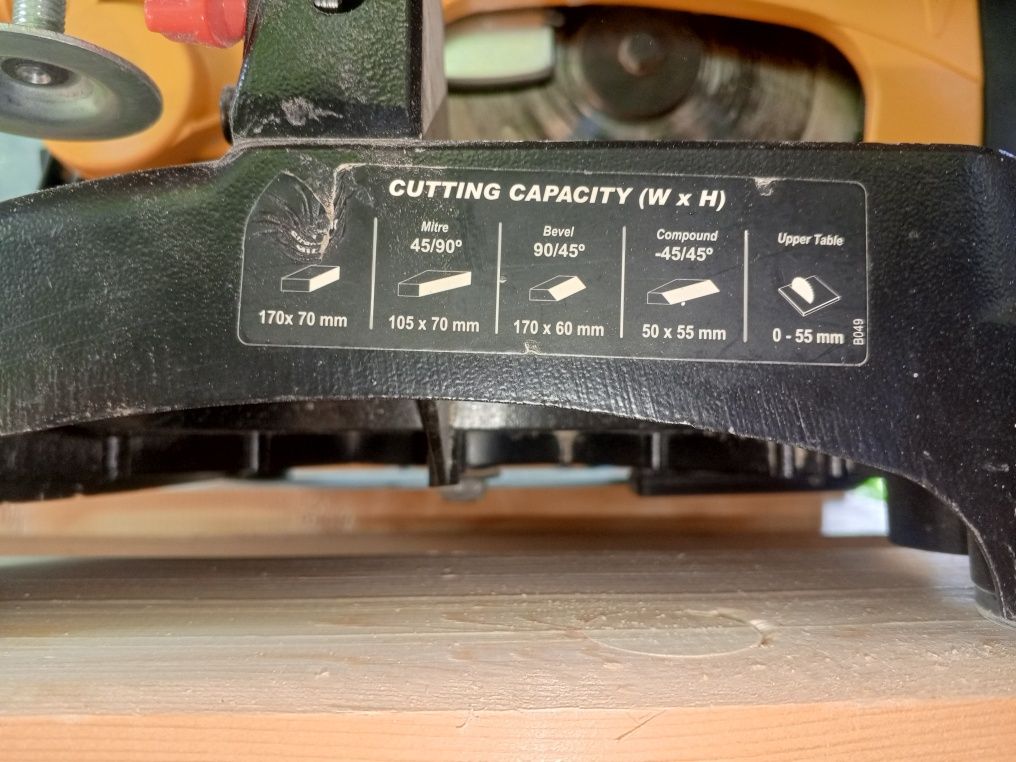 CUTTING CAPACITY (W x H)
170x 70 mm
Mitre
45/90º
105 x 70 mm
Bevel
90/45º
170 x 60 mm
Compound
-45/45º
50 x 55 mm
Upper Table
0 - 55 mm
B049